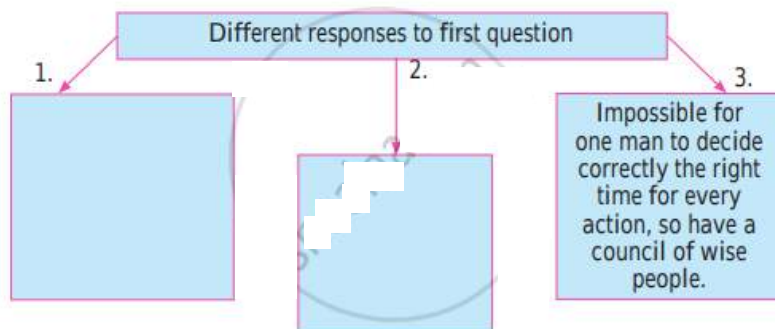 Different responses to first question
1.
2.
3.
Impossible for
one man to decide
correctly the right
time for every
action, so have a
council of wise
people.